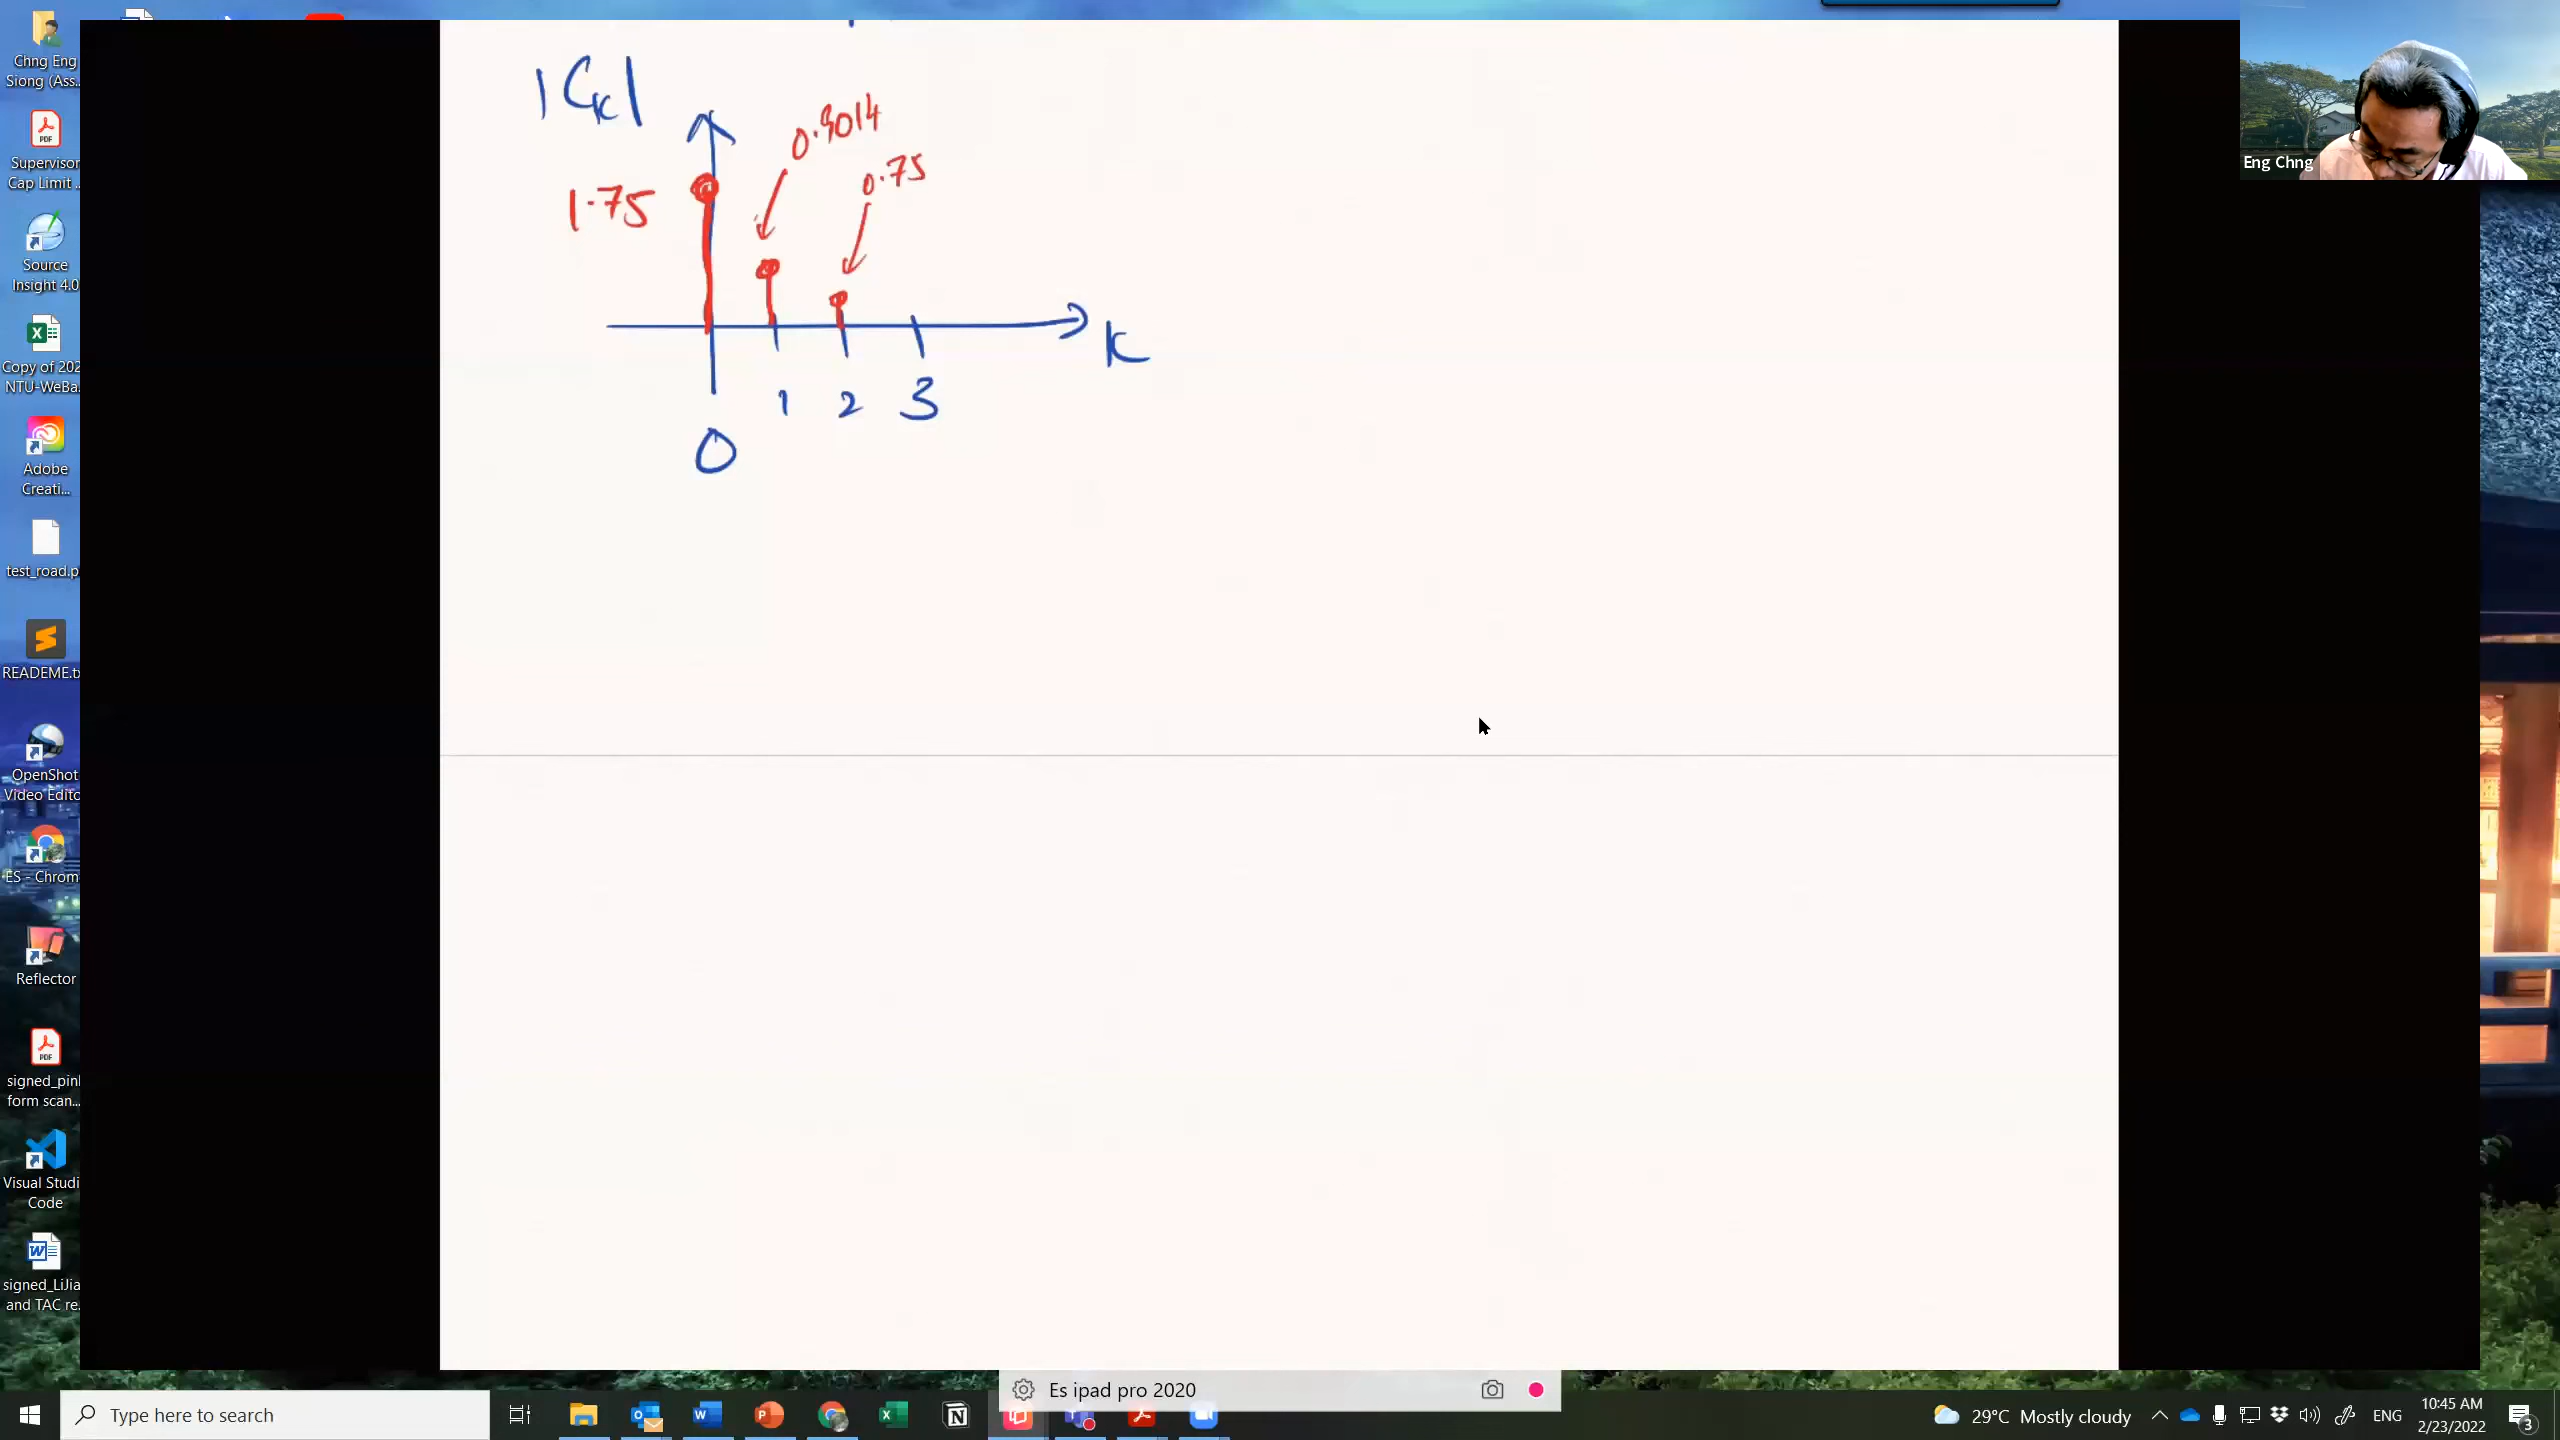 Chng Eng
Siong (Ass...
Supervisor
Cap Limit ...
Source
Insight 4.0
Copy of 202
NTU-WeBa...
Adobe
Creati...
test_road.p
READEME.t
OpenShot
Video Edito
ES - Chrom
Reflector
signed_pinl
form scan...
Visual Studi
Code
signed_LiJia
and TAC re...
|Ck|
0.9014
0.75
1.75
k
1 2 3
0
Eng Chng
Es ipad pro 2020
Type here to search
29°C Mostly cloudy
ENG
10:45 AM
2/23/2022
3